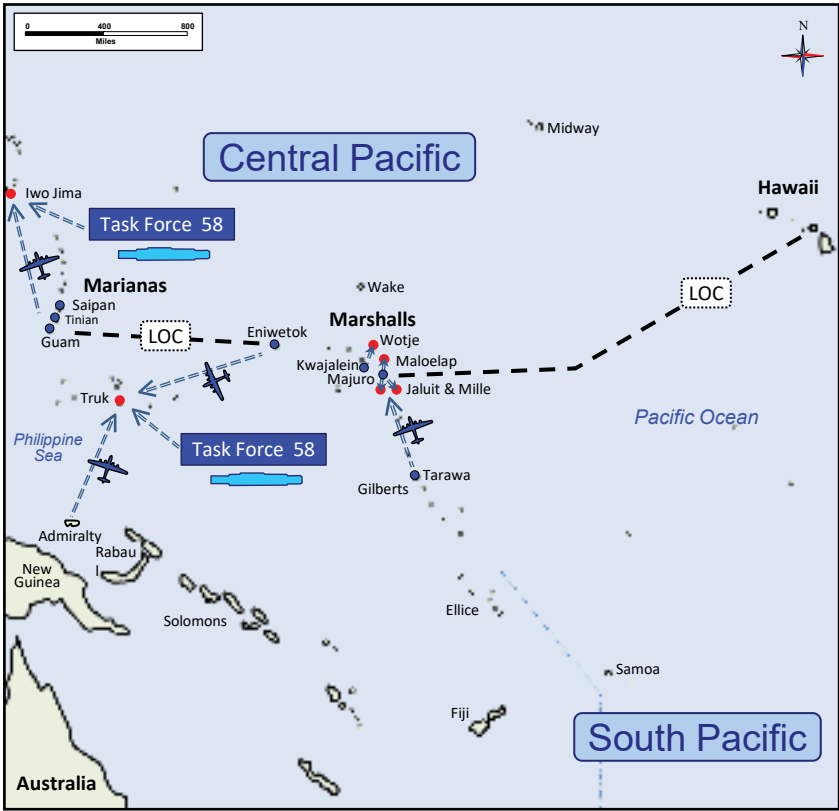 0 400 800
Miles
N
Midway
Central Pacific
Hawaii
Iwo Jima
Task Force 58
Wake
Marianas
Saipan
Tinian
Guam
LOC
LOC
Eniwetok
Marshalls
Wotje
Maloelap
Kwajalein
Majuro
Jaluit & Mille
Truk
Pacific Ocean
Philippine
Sea
Task Force 58
Tarawa
Gilberts
Admiralty
Rabau
l
New
Guinea
Solomons
Ellice
Samoa
Fiji
South Pacific
Australia